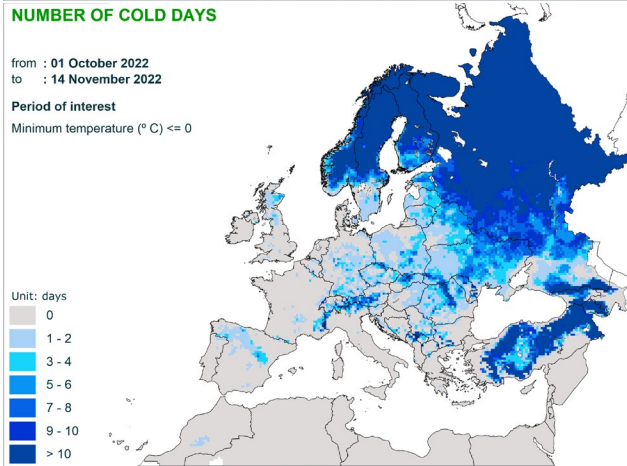 NUMBER OF COLD DAYS
from : 01 October 2022
to : 14 November 2022
Period of interest
Minimum temperature (º C) <= 0
Unit: days
0
1 - 2
3 - 4
5 - 6
7 - 8
9 - 10
> 10